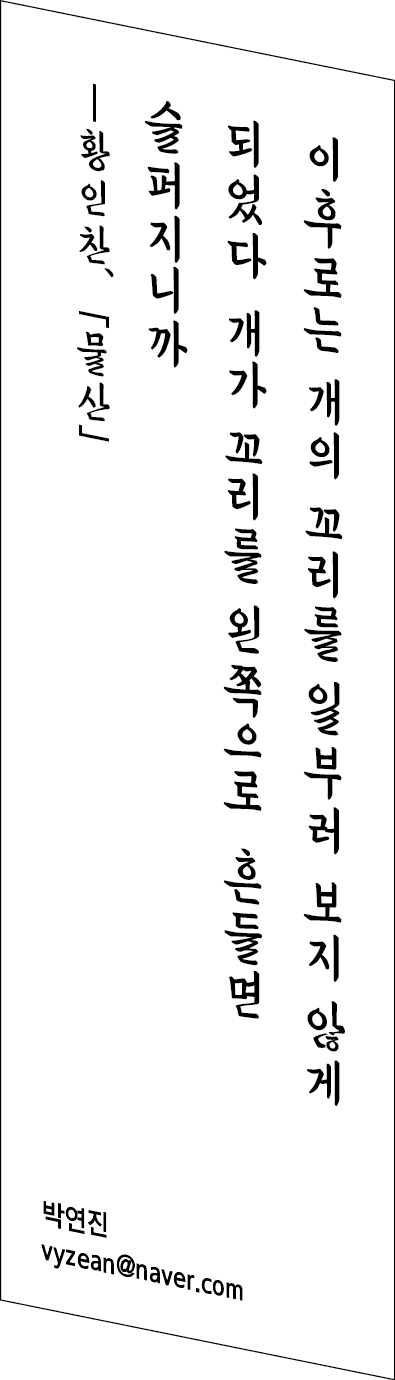 이후로는 개의 꼬리를 일부러 보지 않게
되었다 개가 꼬리를 왼쪽으로 흔들면
슬퍼지니까
—황인찬, 「물산」
박연진
vyzean@naver.com